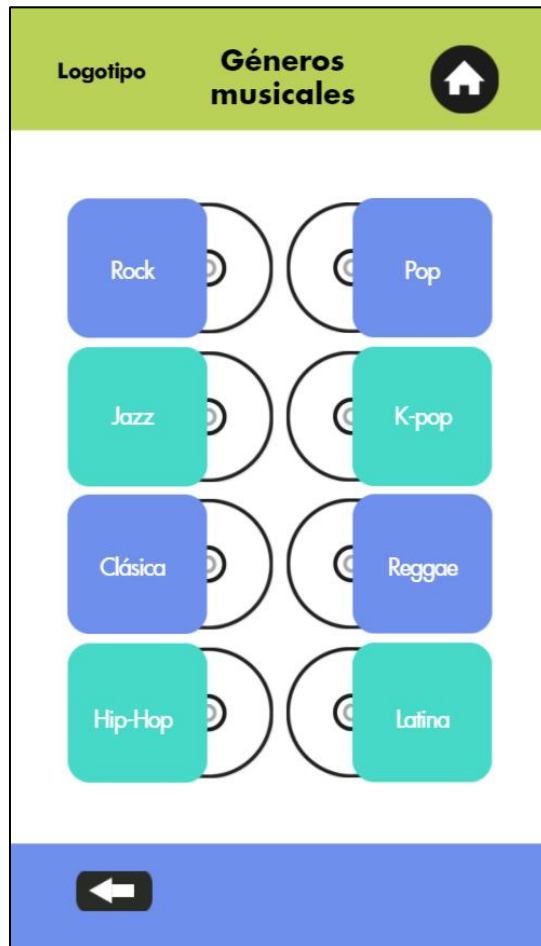 Logotipo
Géneros
musicales
Rock
Pop
Jazz
K-pop
Clásica
Reggae
Hip-Hop
Latina